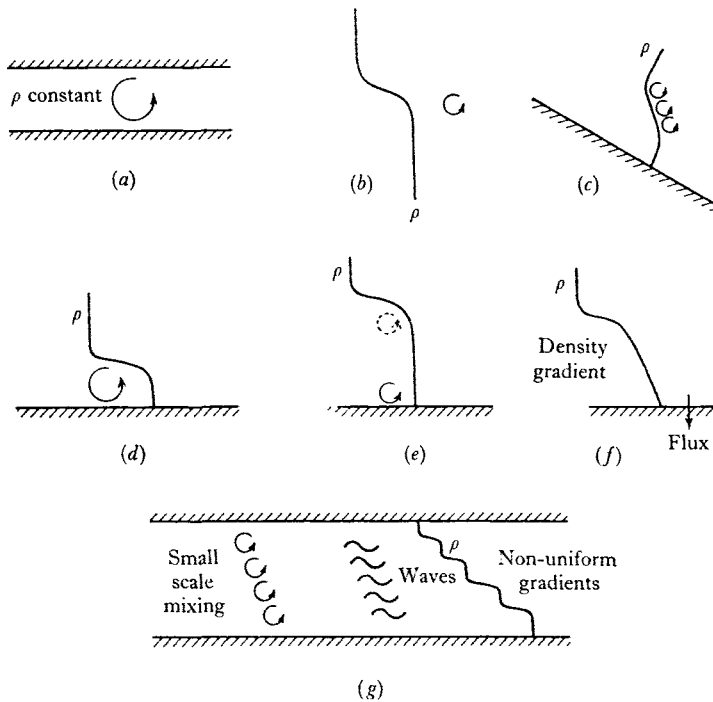 ρ constant
(a)
(b)
ρ
ρ
(c)
ρ
(d)
ρ
(e)
ρ
Density
gradient
Flux
(f)
Small
scale
mixing
Waves
ρ
Non-uniform
gradients
(g)